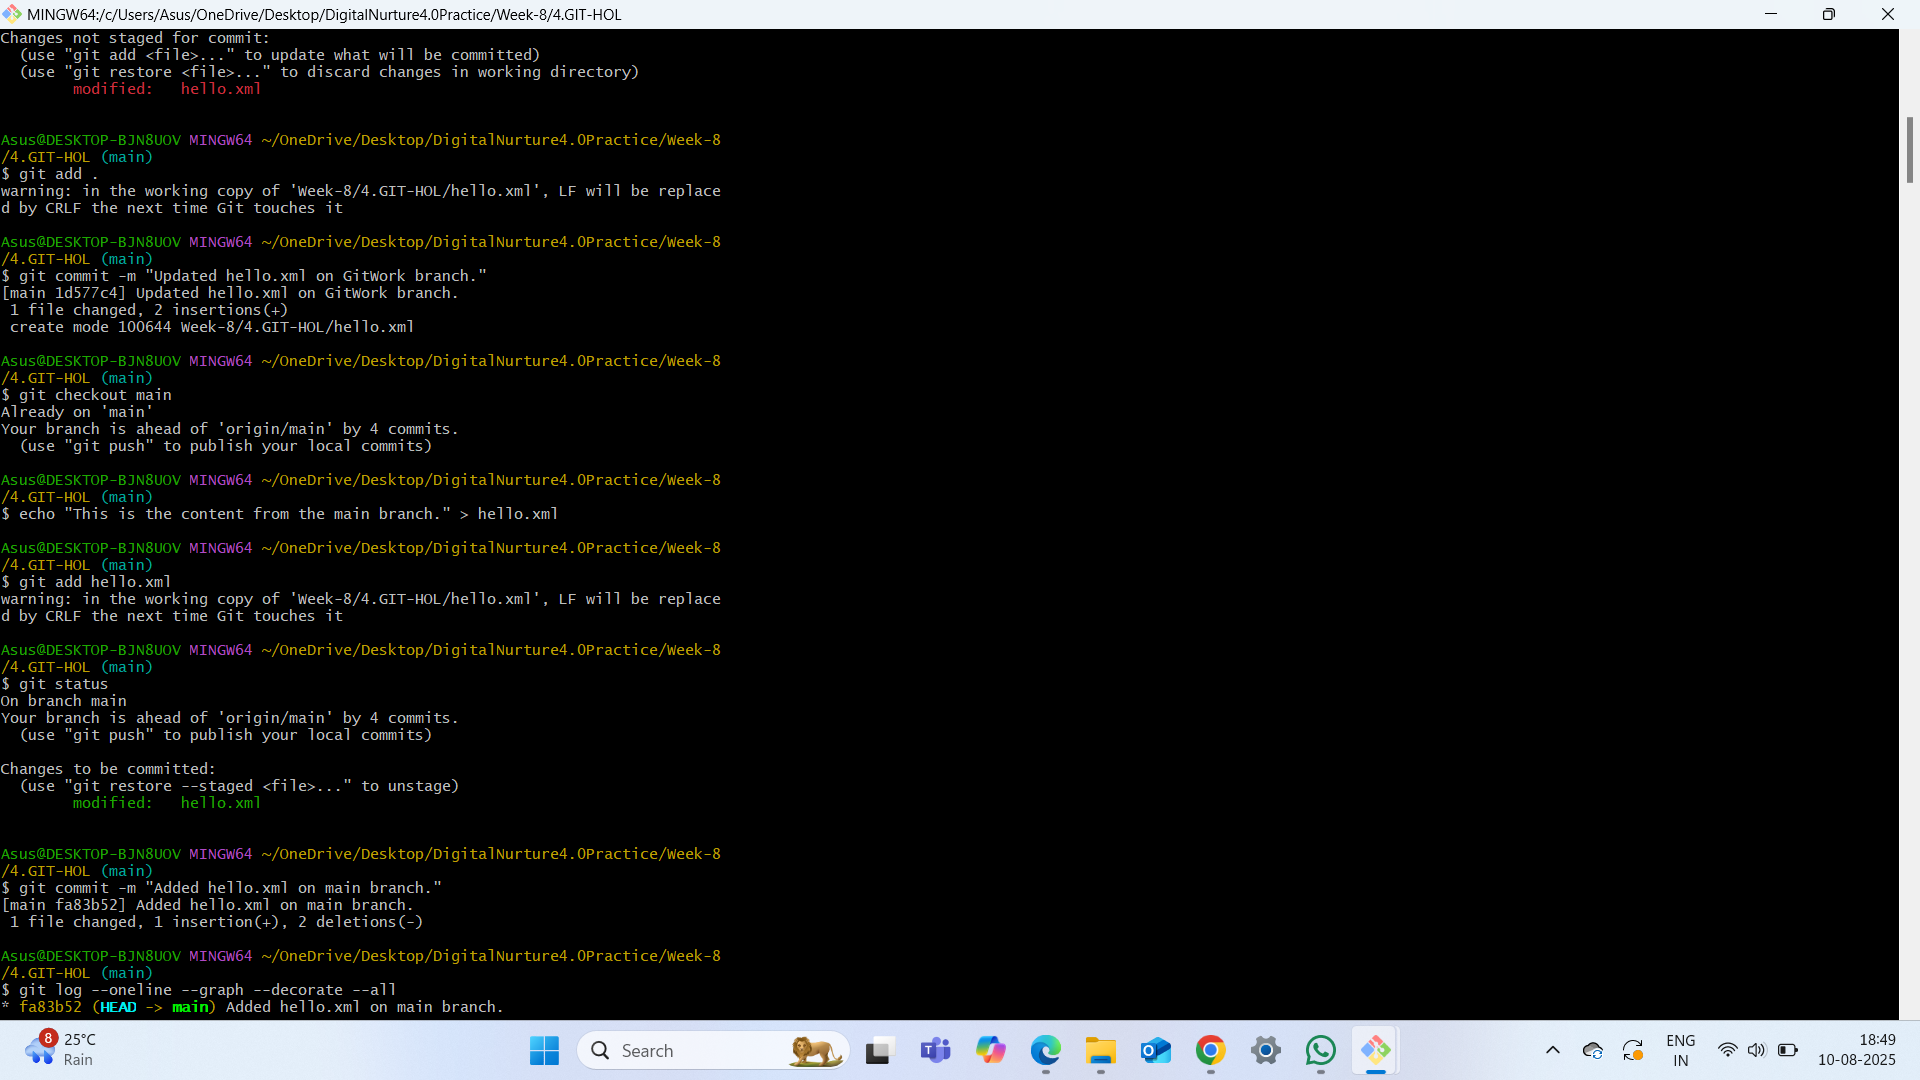 MINGW64:/c/Users/Asus/OneDrive/Desktop/DigitalNurture4.0Practice/Week-8/4.GIT-HOL
Changes not staged for commit:
  (use "git add <file>..." to update what will be committed)
  (use "git restore <file>..." to discard changes in working directory)
        modified:   hello.xml
Asus@DESKTOP-BJN8UOV MINGW64 ~/OneDrive/Desktop/DigitalNurture4.0Practice/Week-8
/4.GIT-HOL (main)
$ git add .
warning: in the working copy of 'Week-8/4.GIT-HOL/hello.xml', LF will be replace
d by CRLF the next time Git touches it
Asus@DESKTOP-BJN8UOV MINGW64 ~/OneDrive/Desktop/DigitalNurture4.0Practice/Week-8
/4.GIT-HOL (main)
$ git commit -m "Updated hello.xml on GitWork branch."
[main 1d577c4] Updated hello.xml on GitWork branch.
 1 file changed, 2 insertions(+)
 create mode 100644 Week-8/4.GIT-HOL/hello.xml
Asus@DESKTOP-BJN8UOV MINGW64 ~/OneDrive/Desktop/DigitalNurture4.0Practice/Week-8
/4.GIT-HOL (main)
$ git checkout main
Already on 'main'
Your branch is ahead of 'origin/main' by 4 commits.
  (use "git push" to publish your local commits)
Asus@DESKTOP-BJN8UOV MINGW64 ~/OneDrive/Desktop/DigitalNurture4.0Practice/Week-8
/4.GIT-HOL (main)
$ echo "This is the content from the main branch." > hello.xml
Asus@DESKTOP-BJN8UOV MINGW64 ~/OneDrive/Desktop/DigitalNurture4.0Practice/Week-8
/4.GIT-HOL (main)
$ git add hello.xml
warning: in the working copy of 'Week-8/4.GIT-HOL/hello.xml', LF will be replace
d by CRLF the next time Git touches it
Asus@DESKTOP-BJN8UOV MINGW64 ~/OneDrive/Desktop/DigitalNurture4.0Practice/Week-8
/4.GIT-HOL (main)
$ git status
On branch main
Your branch is ahead of 'origin/main' by 4 commits.
  (use "git push" to publish your local commits)
Changes to be committed:
  (use "git restore --staged <file>..." to unstage)
        modified:   hello.xml
Asus@DESKTOP-BJN8UOV MINGW64 ~/OneDrive/Desktop/DigitalNurture4.0Practice/Week-8
/4.GIT-HOL (main)
$ git commit -m "Added hello.xml on main branch."
[main fa83b52] Added hello.xml on main branch.
 1 file changed, 1 insertion(+), 2 deletions(-)
Asus@DESKTOP-BJN8UOV MINGW64 ~/OneDrive/Desktop/DigitalNurture4.0Practice/Week-8
/4.GIT-HOL (main)
$ git log --oneline --graph --decorate --all
* fa83b52 (HEAD -> main) Added hello.xml on main branch.
8
25°C
Rain
Search
ENG
IN
18:49
10-08-2025